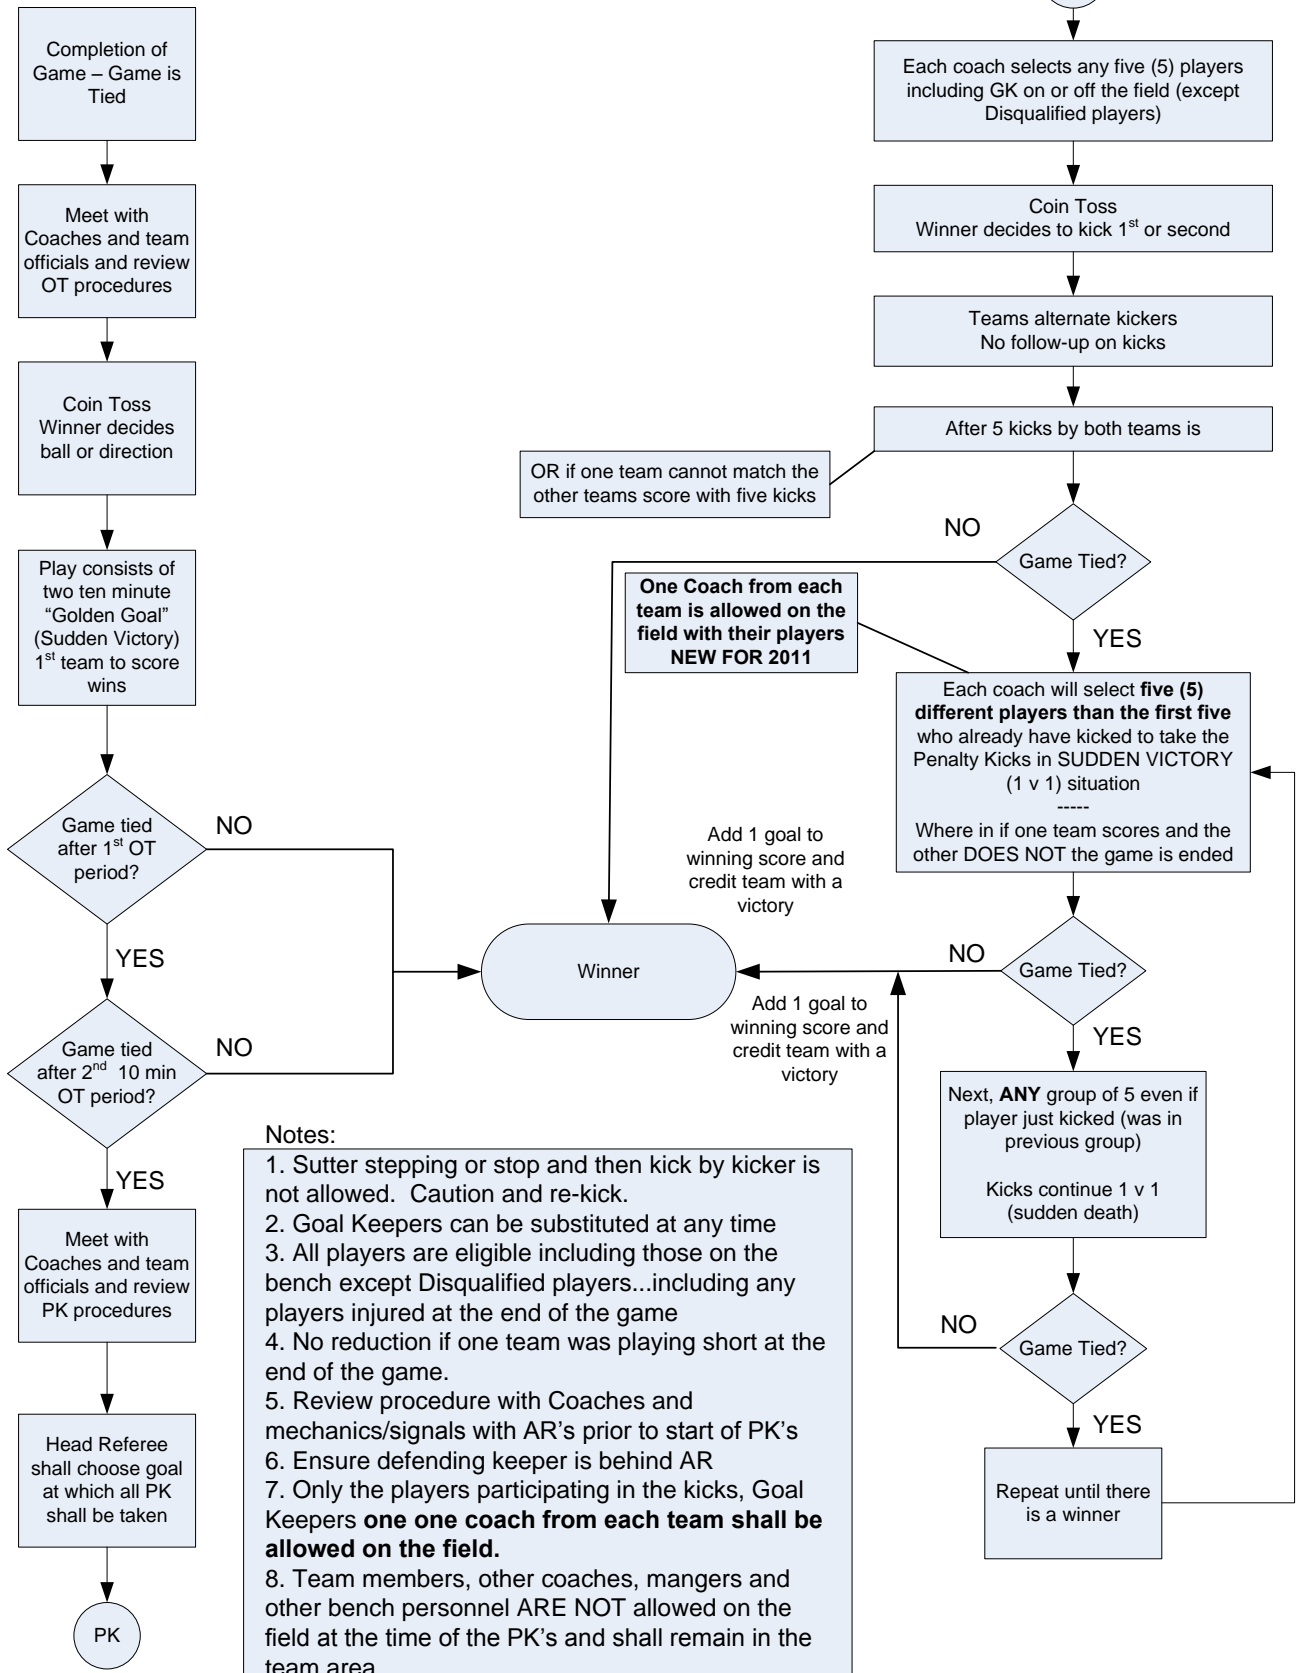 Completion of
Game – Game is
Tied
Meet with
Coaches and team
officials and review
OT procedures
Coin Toss
Winner decides
ball or direction
Play consists of
two ten minute
“Golden Goal”
(Sudden Victory)
1st team to score
wins
Game tied
after 1st OT
period?
NO
YES
Game tied
after 2nd 10 min
OT period?
NO
YES
Meet with
Coaches and team
officials and review
PK procedures
Head Referee
shall choose goal
at which all PK
shall be taken
PK
Each coach selects any five (5) players
including GK on or off the field (except
Disqualified players)
Coin Toss
Winner decides to kick 1st or second
Teams alternate kickers
No follow-up on kicks
After 5 kicks by both teams is
OR if one team cannot match the
other teams score with five kicks
Game Tied?
NO
YES
One Coach from each
team is allowed on the
field with their players
NEW FOR 2011
Each coach will select five (5)
different players than the first five
who already have kicked to take the
Penalty Kicks in SUDDEN VICTORY
(1 v 1) situation
-----
Where in if one team scores and the
other DOES NOT the game is ended
Add 1 goal to
winning score and
credit team with a
victory
Winner
Game Tied?
NO
YES
Add 1 goal to
winning score and
credit team with a
victory
Next, ANY group of 5 even if
player just kicked (was in
previous group)
Kicks continue 1 v 1
(sudden death)
Game Tied?
NO
YES
Repeat until there
is a winner
Notes:
1. Sutter stepping or stop and then kick by kicker is
not allowed. Caution and re-kick.
2. Goal Keepers can be substituted at any time
3. All players are eligible including those on the
bench except Disqualified players...including any
players injured at the end of the game
4. No reduction if one team was playing short at the
end of the game.
5. Review procedure with Coaches and
mechanics/signals with AR’s prior to start of PK’s
6. Ensure defending keeper is behind AR
7. Only the players participating in the kicks, Goal
Keepers one one coach from each team shall be
allowed on the field.
8. Team members, other coaches, mangers and
other bench personnel ARE NOT allowed on the
field at the time of the PK’s and shall remain in the
team area